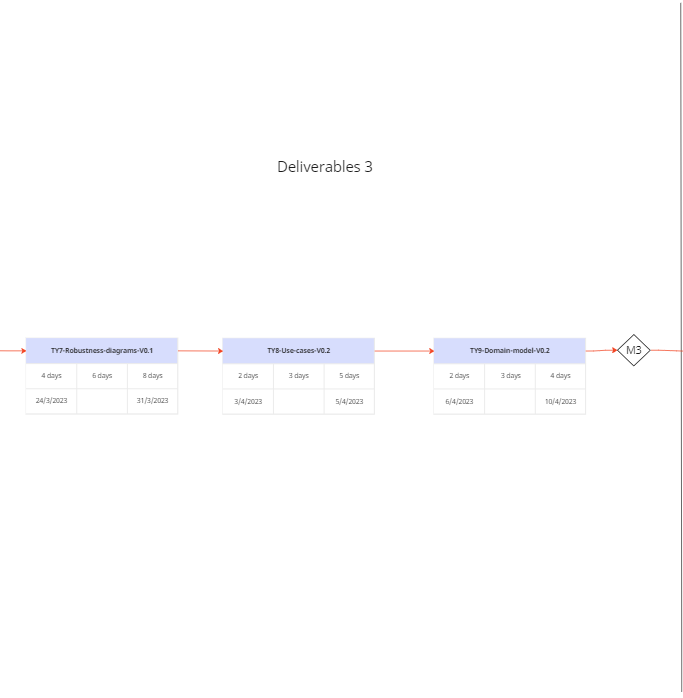 Deliverables 3
TY7-Robustness-diagrams-V0.1
4 days 6 days 8 days
24/3/2023 31/3/2023
TY8-Use-cases-V0.2
2 days 3 days 5 days
3/4/2023 5/4/2023
TY9-Domain-model-V0.2
2 days 3 days 4 days
6/4/2023 10/4/2023
M3